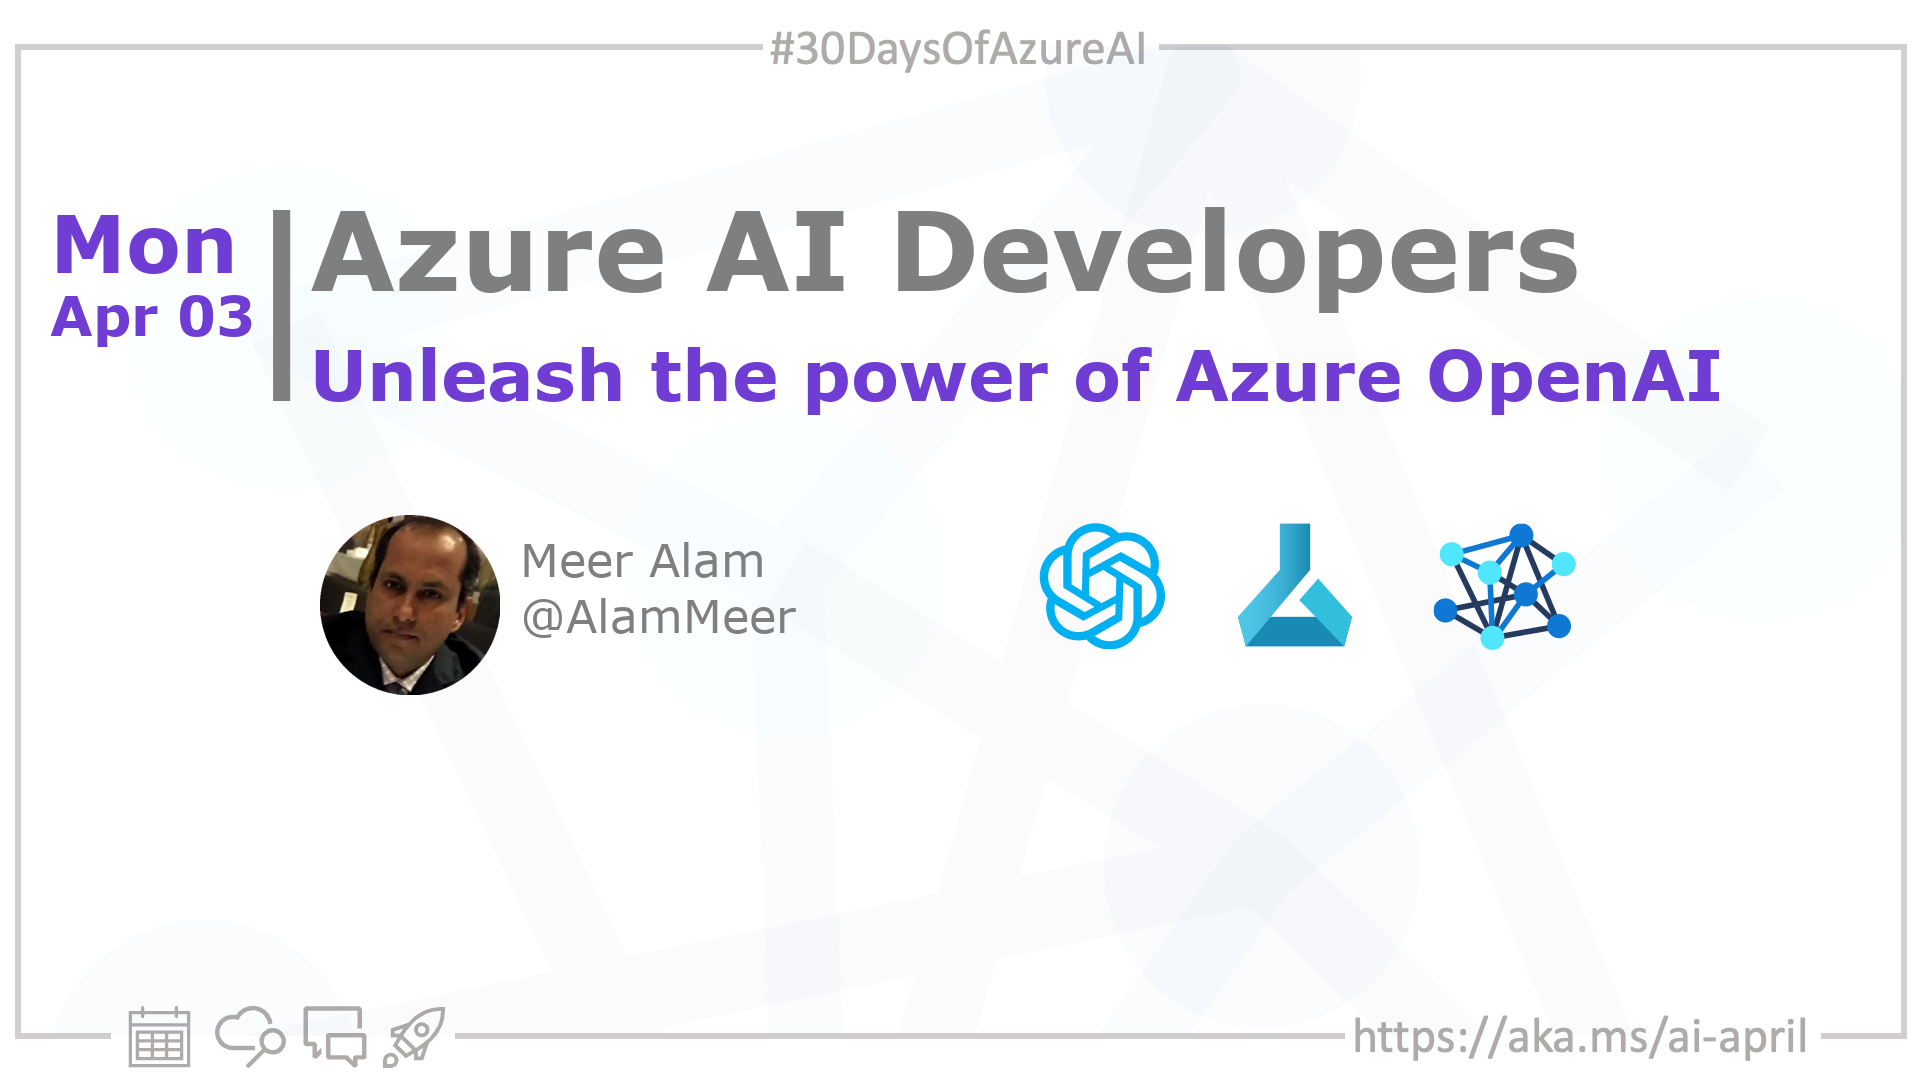 #30DaysOfAzureAI
Mon
Apr 03
Azure AI Developers
Unleash the power of Azure OpenAI
Meer Alam
@AlamMeer
https://aka.ms/ai-april